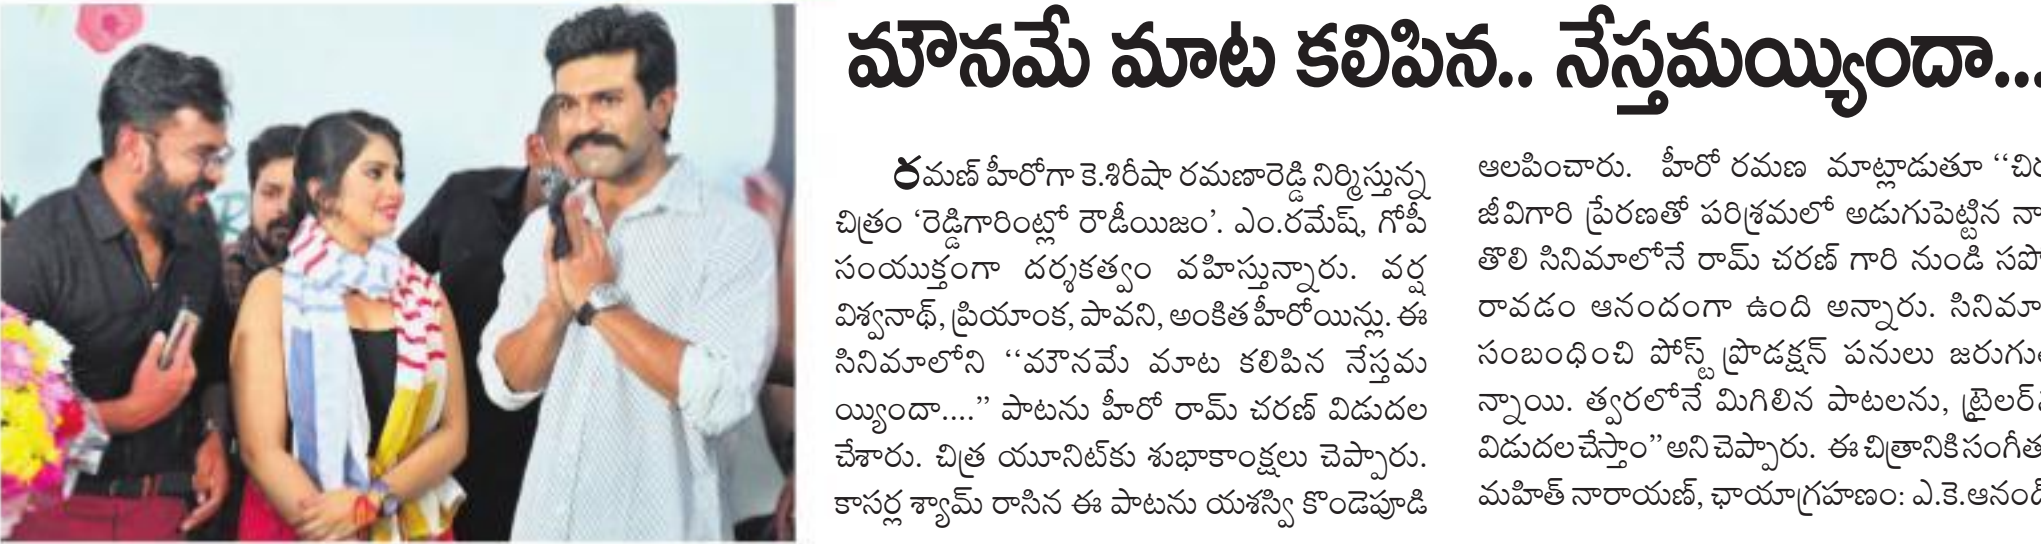 మౌనమే మాట కలిపిన.. నేస్తమయ్యిందా...
రమణ్ హీరోగా కె.శిరీషా రమణారెడ్డి నిర్మిస్తున్న
చిత్రం ‘రెడ్డిగారింట్లో రౌడీయిజం’. ఎం.రమేష్, గోపీ
సంయుక్తంగా దర్శకత్వం వహిస్తున్నారు. వర్ష
విశ్వనాథ్, ప్రియాంక, పావని, అంకిత హీరోయిన్లు. ఈ
సినిమాలోని ‘‘మౌనమే మాట కలిపిన నేస్తమ
య్యిందా....’’ పాటను హీరో రామ్ చరణ్ విడుదల
చేశారు. చిత్ర యూనిట్‌కు శుభాకాంక్షలు చెప్పారు.
కాసర్ల శ్యామ్ రాసిన ఈ పాటను యశస్వి కొండెపూడి
ఆలపించారు. హీరో రమణ మాట్లాడుతూ ‘‘చిర
జీవిగారి ప్రేరణతో పరిశ్రమలో అడుగుపెట్టిన నా
తొలి సినిమాలోనే రామ్ చరణ్ గారి నుండి సపో
రావడం ఆనందంగా ఉంది అన్నారు. సినిమా
సంబంధించి పోస్ట్ ప్రొడక్షన్ పనులు జరుగు
న్నాయి. త్వరలోనే మిగిలిన పాటలను, ట్రైలర్‌ను
విడుదల చేస్తాం’’ అని చెప్పారు. ఈ చిత్రానికి సంగీత
మహిత్ నారాయణ్, ఛాయాగ్రహణం: ఎ.కె.ఆనంద్